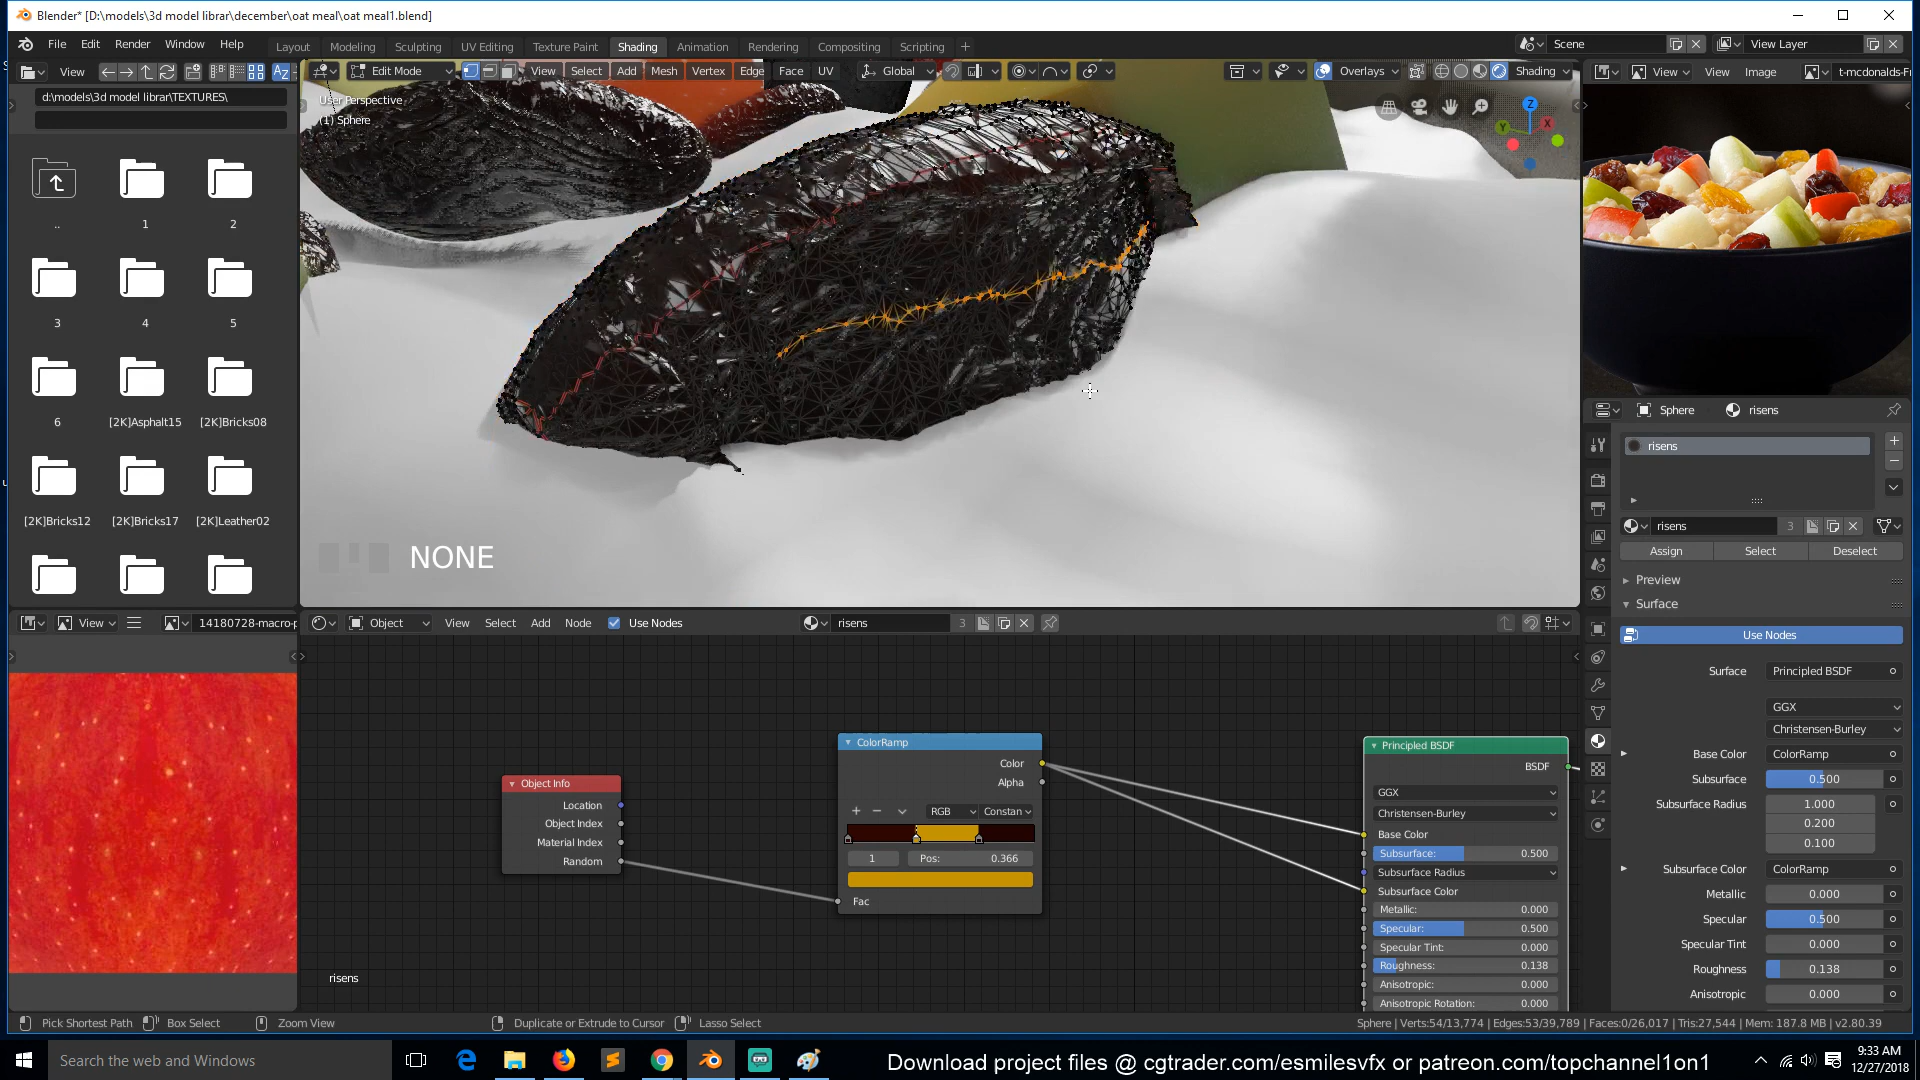 Blender* [D:\models\3d model librar\december\oat meal\oat meal1.blend]
File Edit Render Window Help Layout Modeling Sculpting UV Editing Texture Paint Shading Animation Rendering Compositing Scripting Scene View Layer
View Edit Mode View Select Add Mesh Vertex Edge Face UV Global Overlays Shading View View Image t-mcdonalds-Fr
d:\models\3d model librar\TEXTURES\
User Perspective
(1) Sphere
.. 1 2
3 4 5
6 [2K]Asphalt15 [2K]Bricks08
[2K]Bricks12 [2K]Bricks17 [2K]Leather02
NONE
Sphere risens
risens
risens 3
Assign Select Deselect
Preview
Surface
Use Nodes
Surface Principled BSDF
GGX
Christensen-Burley
Base Color ColorRamp
Subsurface 0.500
Subsurface Radius 1.000
0.200
0.100
Subsurface Color ColorRamp
Metallic 0.000
Specular 0.500
Specular Tint 0.000
Roughness 0.138
Anisotropic 0.000
View 14180728-macro-p
Object View Select Add Node Use Nodes risens 3
Object Info
Location
Object Index
Material Index
Random
ColorRamp
Color
Alpha
RGB Constan
1 Pos: 0.366
Fac
Principled BSDF
BSDF
GGX
Christensen-Burley
Base Color
Subsurface: 0.500
Subsurface Radius
Subsurface Color
Metallic: 0.000
Specular: 0.500
Specular Tint: 0.000
Roughness: 0.138
Anisotropic: 0.000
Anisotropic Rotation: 0.000
risens
Pick Shortest Path Box Select Zoom View Duplicate or Extrude to Cursor Lasso Select Sphere | Verts:54/13,774 | Edges:53/39,789 | Faces:0/26,017 | Tris:27,544 | Mem: 187.8 MB | v2.80.39
Search the web and Windows
Download project files @ cgtrader.com/esmilesvfx or patreon.com/topchannel1on1
9:33 AM
12/27/2018